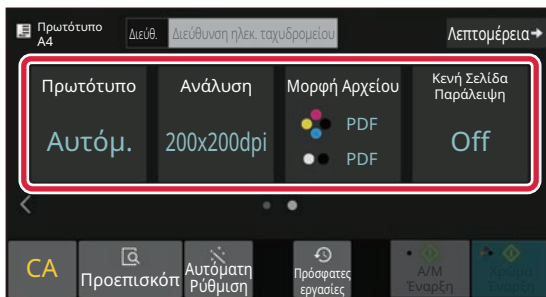 Πρωτότυπο
A4
Διεύθ.
Διεύθυνση ηλεκ. ταχυδρομείου
Λεπτομέρεια
Πρωτότυπο
Ανάλυση
Μορφή Αρχείου
Κενή Σελίδα
Παράλειψη
Αυτόμ.
200x200dpi
PDF
PDF
Off
CA
Προεπισκόπ
Αυτόματη
Ρύθμιση
Πρόσφατες
εργασίες
Α/Μ
Έναρξη
Χρώμα
Έναρξη